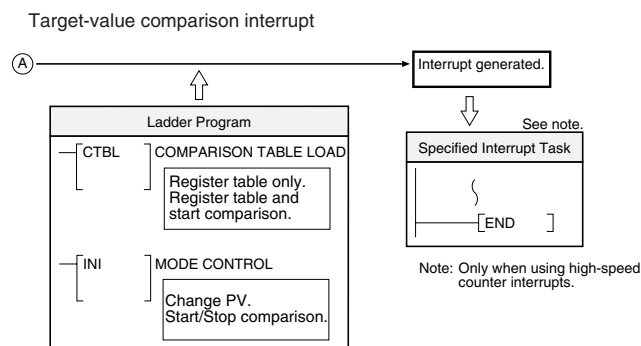 Target-value comparison interrupt
A
Interrupt generated.
Ladder Program
CTBL
COMPARISON TABLE LOAD
Register table only.
Register table and
start comparison.
INI
MODE CONTROL
Change PV.
Start/Stop comparison.
See note.
Specified Interrupt Task
END
Note: Only when using high-speed
counter interrupts.